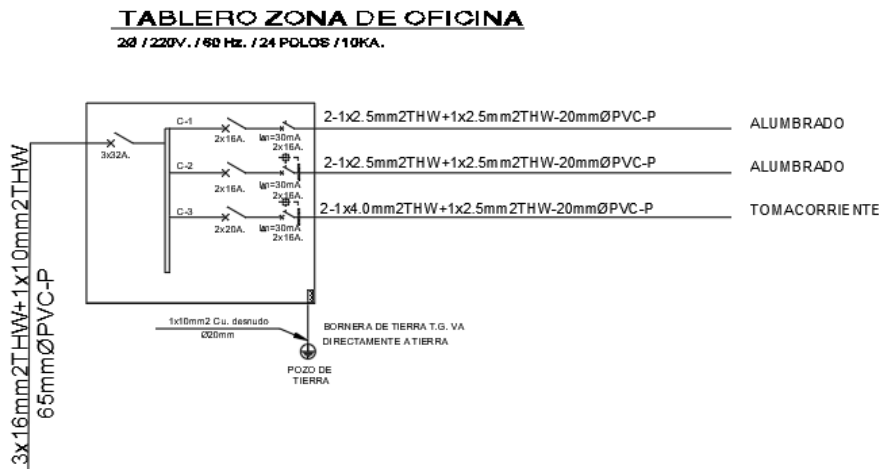 TABLERO ZONA DE OFICINA
2Ø / 220V. / 60 Hz. / 24 POLOS / 10KA.
3x16mm2THW+1x10mm2THW
65mmØPVC-P
3x32A.
C-1
2x16A.
Ian=30mA
2x16A.
2-1x2.5mm2THW+1x2.5mm2THW-20mmØPVC-P
ALUMBRADO
C-2
2x16A.
Ian=30mA
2x16A.
2-1x2.5mm2THW+1x2.5mm2THW-20mmØPVC-P
ALUMBRADO
C-3
2x20A.
Ian=30mA
2x16A.
2-1x4.0mm2THW+1x2.5mm2THW-20mmØPVC-P
TOMACORRIENTE
1x10mm2 Cu. desnudo
Ø20mm
BORNERA DE TIERRA T.G. VA
DIRECTAMENTE A TIERRA
POZO DE
TIERRA